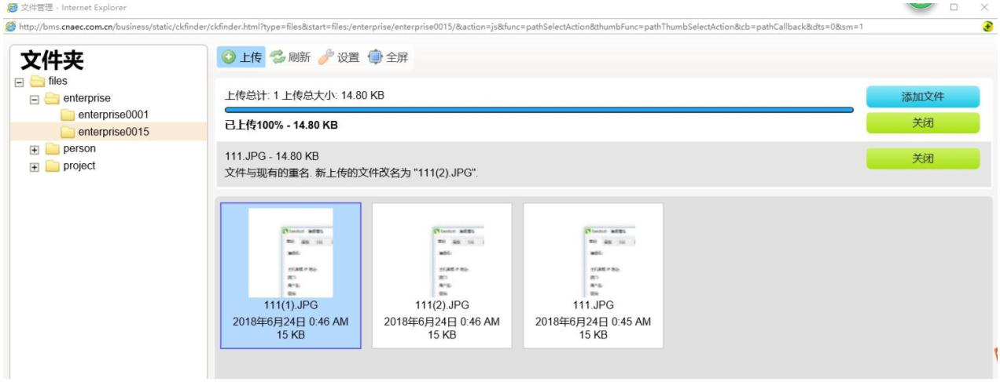 文件管理 - Internet Explorer
http://bms.cnaec.com.cn/business/static/ckfinder/ckfinder.html?type=files&start=files:/enterprise/enterprise0015/&action=js&func=pathSelectAction&thumbFunc=pathThumbSelectAction&cb=pathCallback&dts=0&sm=1
文件夹
files
enterprise
enterprise0001
enterprise0015
person
project
上传 刷新 设置 全屏
上传总计: 1 上传总大小: 14.80 KB
添加文件
已上传100% - 14.80 KB
关闭
111.JPG - 14.80 KB
关闭
文件与现有的重名. 新上传的文件改名为 "111(2).JPG".
111(1).JPG
2018年6月24日 0:46 AM
15 KB
111(2).JPG
2018年6月24日 0:46 AM
15 KB
111.JPG
2018年6月24日 0:45 AM
15 KB